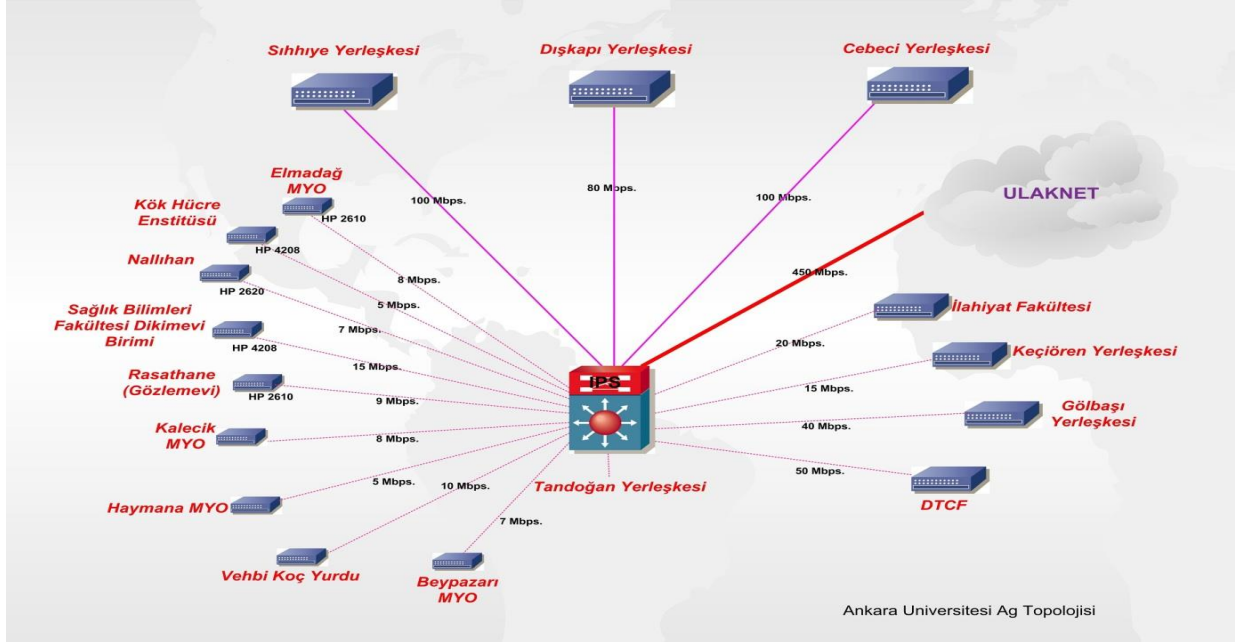 Sıhhıye Yerleşkesi
Dışkapı Yerleşkesi
Cebeci Yerleşkesi
ULAKNET
100 Mbps.
80 Mbps.
100 Mbps.
450 Mbps.
Elmadağ
MYO
HP 2610
8 Mbps.
Kök Hücre
Enstitüsü
HP 4208
5 Mbps.
Nallıhan
HP 2620
7 Mbps.
Sağlık Bilimleri
Fakültesi Dikimevi
Birimi
HP 4208
15 Mbps.
Rasathane
(Gözlemevi)
HP 2610
9 Mbps.
Kalecik
MYO
8 Mbps.
Haymana MYO
5 Mbps.
Vehbi Koç Yurdu
10 Mbps.
Beypazarı
MYO
7 Mbps.
IPS
Tandoğan Yerleşkesi
İlahiyat Fakültesi
20 Mbps.
Keçiören Yerleşkesi
15 Mbps.
Gölbaşı
Yerleşkesi
40 Mbps.
DTCF
50 Mbps.
Ankara Universitesi Ag Topolojisi